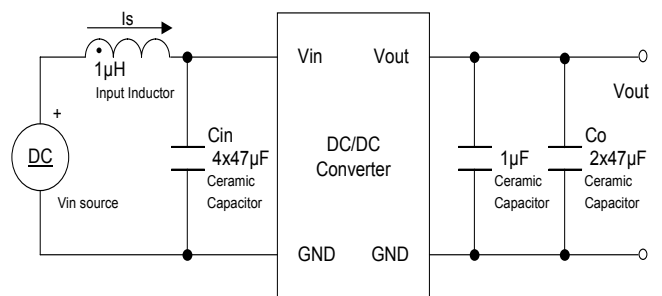 Is
1µH
Input Inductor
+
DC
Vin source
Cin
4x47µF
Ceramic
Capacitor
Vin
Vout
DC/DC
Converter
GND
GND
1µF
Ceramic
Capacitor
Co
2x47µF
Ceramic
Capacitor
Vout